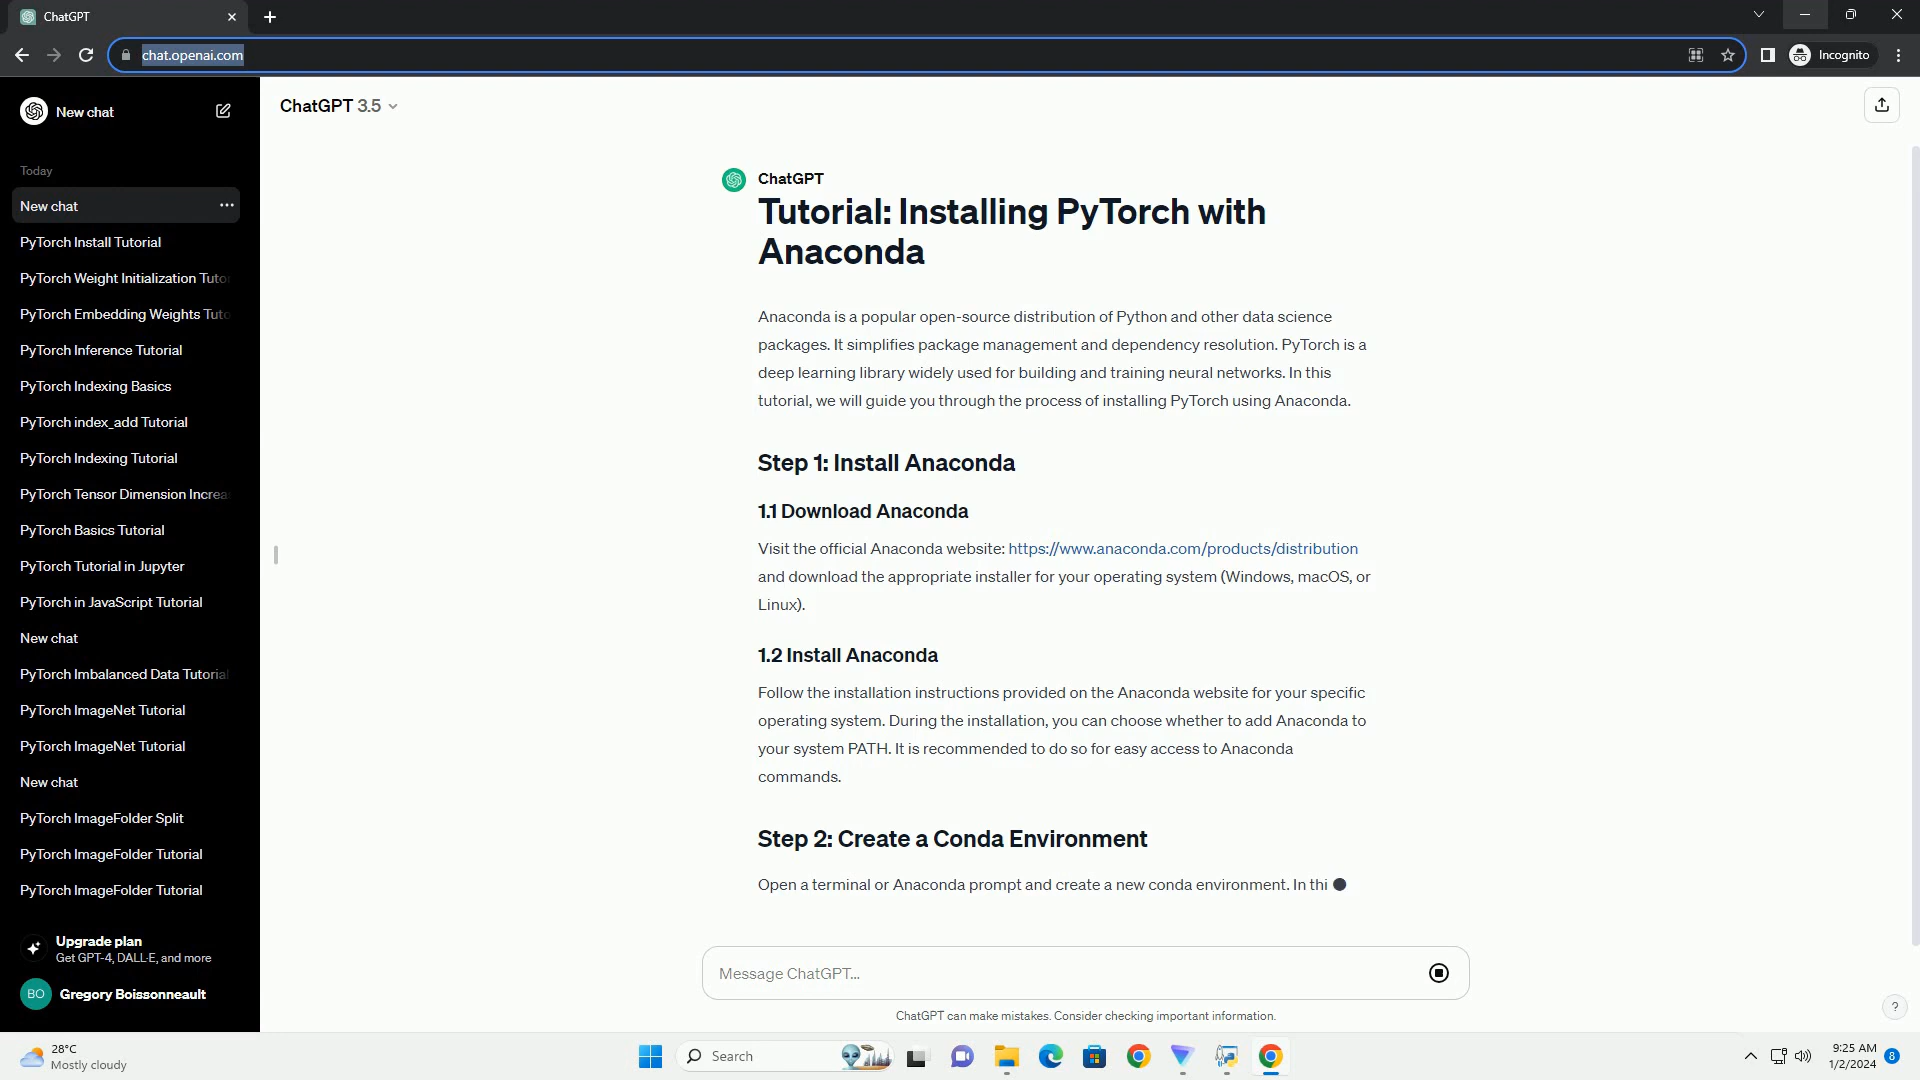 ChatGPT
chat.openai.com
Incognito
New chat
Today
New chat
PyTorch Install Tutorial
PyTorch Weight Initialization Tuto
PyTorch Embedding Weights Tuto
PyTorch Inference Tutorial
PyTorch Indexing Basics
PyTorch index_add Tutorial
PyTorch Indexing Tutorial
PyTorch Tensor Dimension Increa
PyTorch Basics Tutorial
PyTorch Tutorial in Jupyter
PyTorch in JavaScript Tutorial
New chat
PyTorch Imbalanced Data Tutorial
PyTorch ImageNet Tutorial
PyTorch ImageNet Tutorial
New chat
PyTorch ImageFolder Split
PyTorch ImageFolder Tutorial
PyTorch ImageFolder Tutorial
Upgrade plan
Get GPT-4, DALL·E, and more
BO Gregory Boissonneault
ChatGPT 3.5
ChatGPT
Tutorial: Installing PyTorch with
Anaconda
Anaconda is a popular open-source distribution of Python and other data science
packages. It simplifies package management and dependency resolution. PyTorch is a
deep learning library widely used for building and training neural networks. In this
tutorial, we will guide you through the process of installing PyTorch using Anaconda.
Step 1: Install Anaconda
1.1 Download Anaconda
Visit the official Anaconda website: https://www.anaconda.com/products/distribution
and download the appropriate installer for your operating system (Windows, macOS, or
Linux).
1.2 Install Anaconda
Follow the installation instructions provided on the Anaconda website for your specific
operating system. During the installation, you can choose whether to add Anaconda to
your system PATH. It is recommended to do so for easy access to Anaconda
commands.
Step 2: Create a Conda Environment
Open a terminal or Anaconda prompt and create a new conda environment. In thi
Message ChatGPT...
ChatGPT can make mistakes. Consider checking important information.
?
28°C
Mostly cloudy
Search
9:25 AM
1/2/2024
8